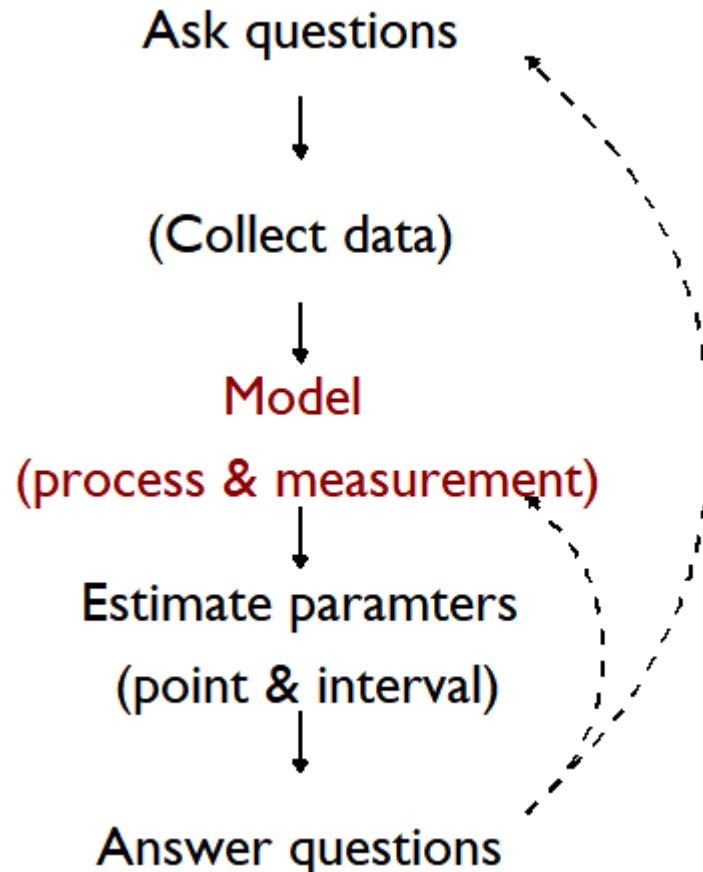 Ask questions
(Collect data)
Model
(process & measurement)
Estimate paramters
(point & interval)
Answer questions